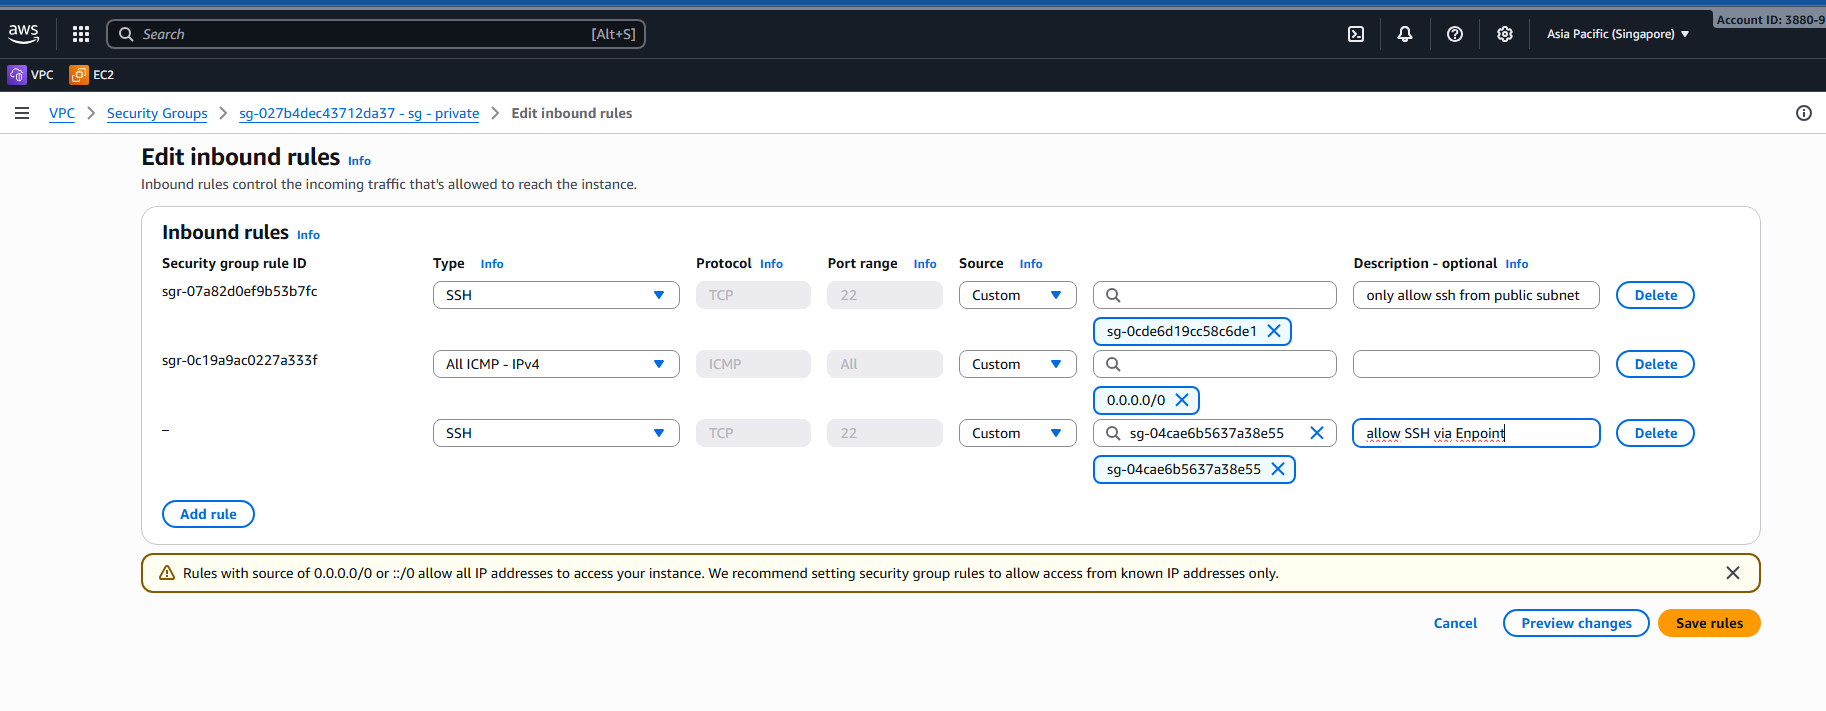 Account ID: 3880-9
aws
Search [Alt+S]
Asia Pacific (Singapore)
VPC EC2
VPC Security Groups sg-027b4dec43712da37 - sg - private Edit inbound rules
Edit inbound rules Info
Inbound rules control the incoming traffic that's allowed to reach the instance.
Inbound rules Info
Security group rule ID Type Info Protocol Info Port range Info Source Info Description - optional Info
sgr-07a82d0ef9b53b7fc SSH TCP 22 Custom only allow ssh from public subnet Delete
sg-0cde6d19cc58c6de1
sgr-0c19a9ac0227a333f All ICMP - IPv4 ICMP All Custom Delete
0.0.0.0/0
– SSH TCP 22 Custom sg-04cae6b5637a38e55 allow SSH via Enpoint Delete
sg-04cae6b5637a38e55
Add rule
Rules with source of 0.0.0.0/0 or ::/0 allow all IP addresses to access your instance. We recommend setting security group rules to allow access from known IP addresses only.
Cancel Preview changes Save rules